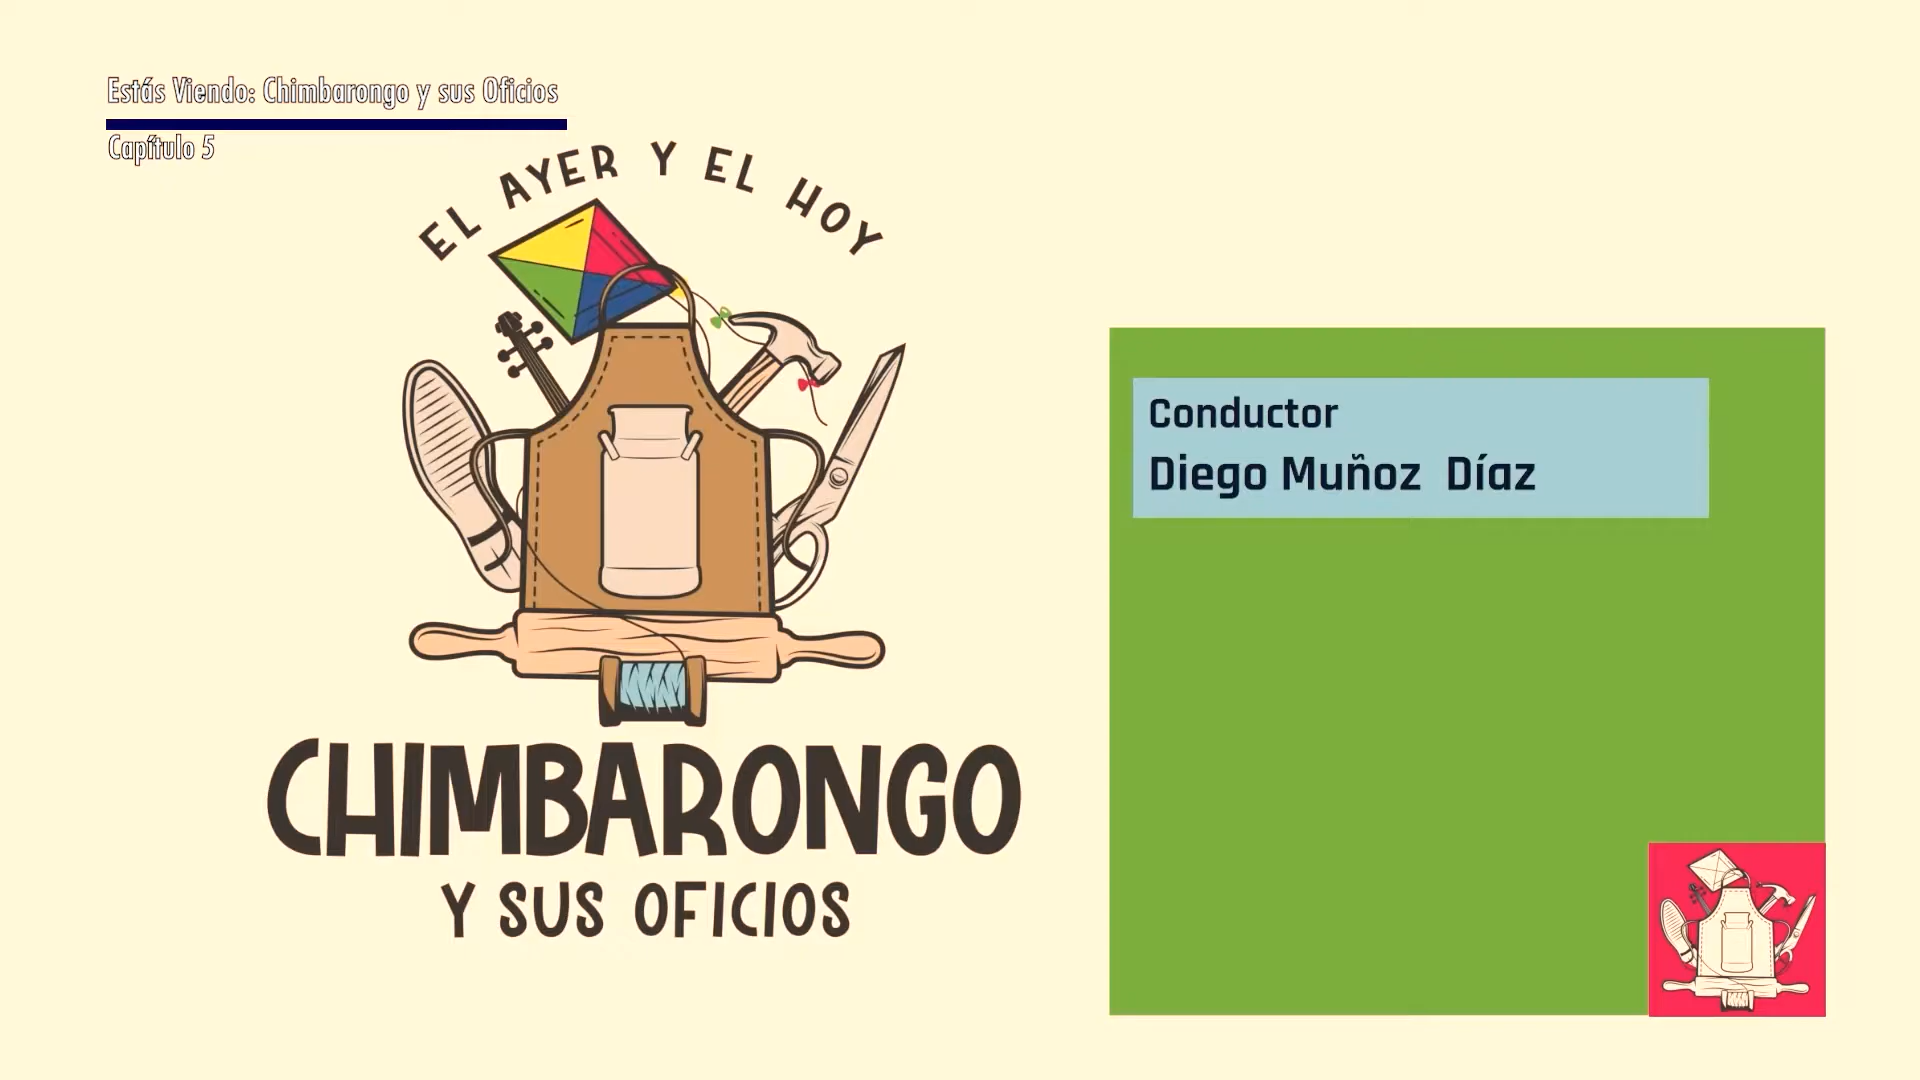 Estás Viendo: Chimbarongo y sus Oficios
Capítulo 5
EL AYER Y EL HOY
CHIMBARONGO
Y SUS OFICIOS
Conductor
Diego Muñoz Díaz